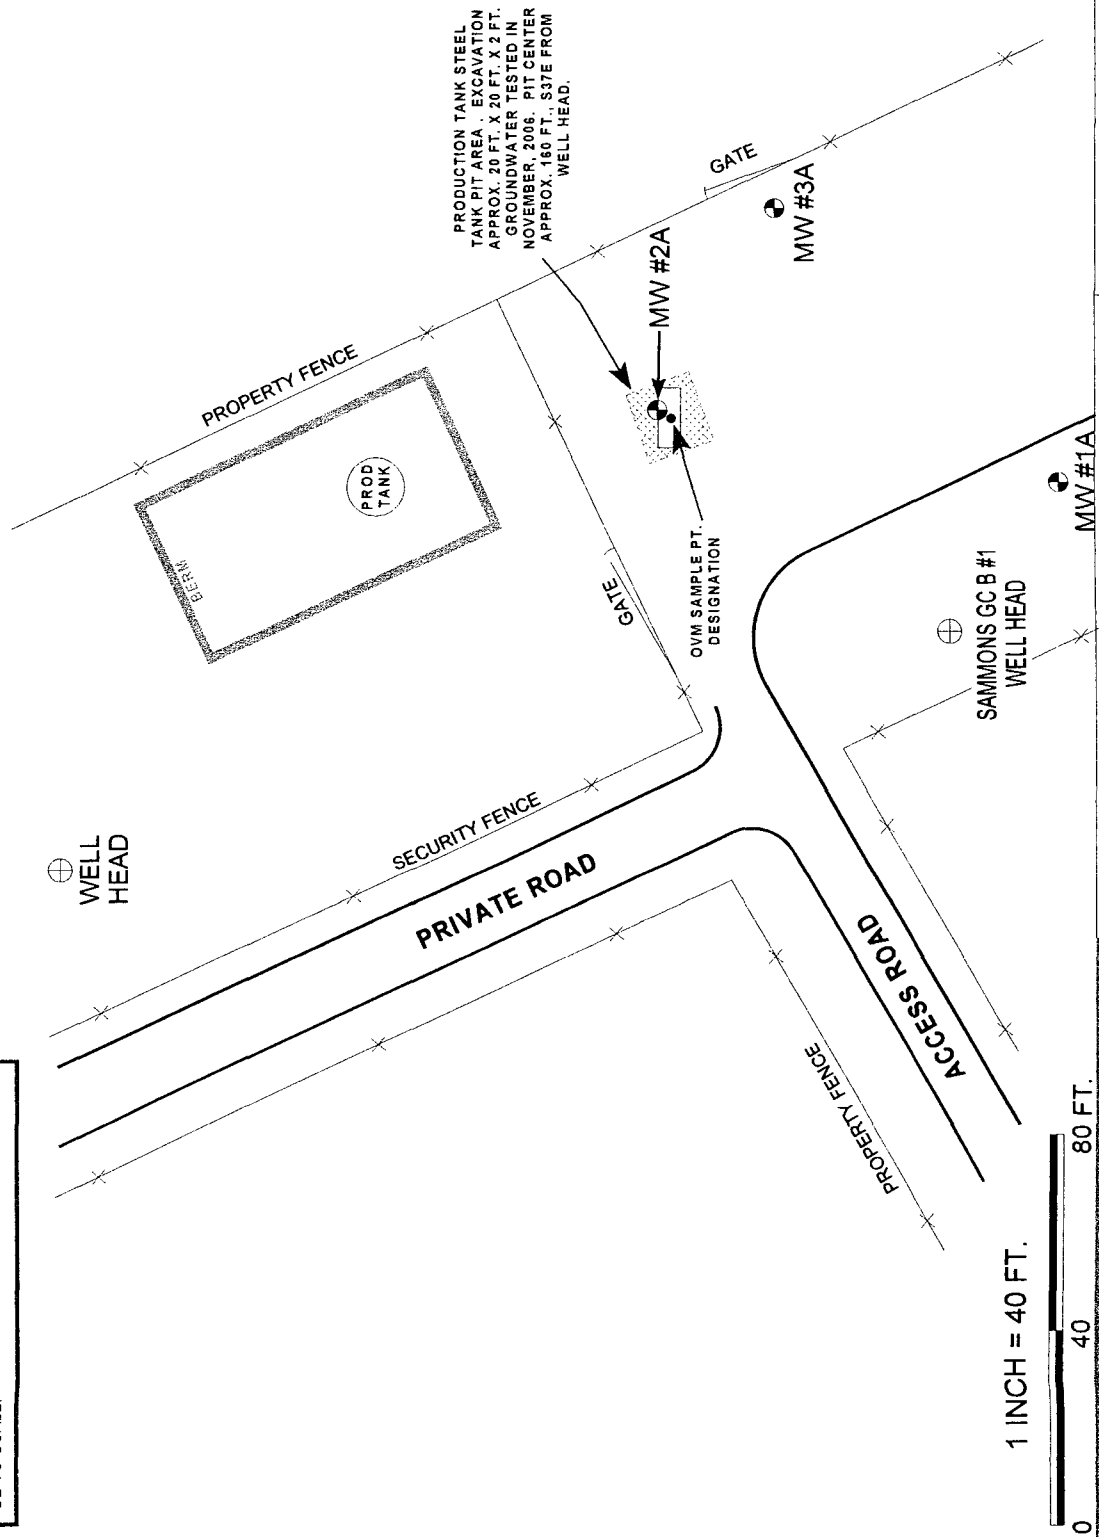 PRODUCTION TANK STEEL
TANK PIT AREA . EXCAVATION
APPROX. 20 FT. X 20 FT. X 2 FT.
GROUNDWATER TESTED IN
NOVEMBER, 2006. PIT CENTER
APPROX. 160 FT., S37E FROM
WELL HEAD.
GATE
MW #3A
MW #2A
PROPERTY FENCE
PROD
TANK
BERM
OVM SAMPLE PT.
DESIGNATION
GATE
MW #1A
SAMMONS GC B #1
WELL HEAD
WELL
HEAD
SECURITY FENCE
PRIVATE ROAD
ACCESS ROAD
PROPERTY FENCE
1 INCH = 40 FT.
0
40
80 FT.